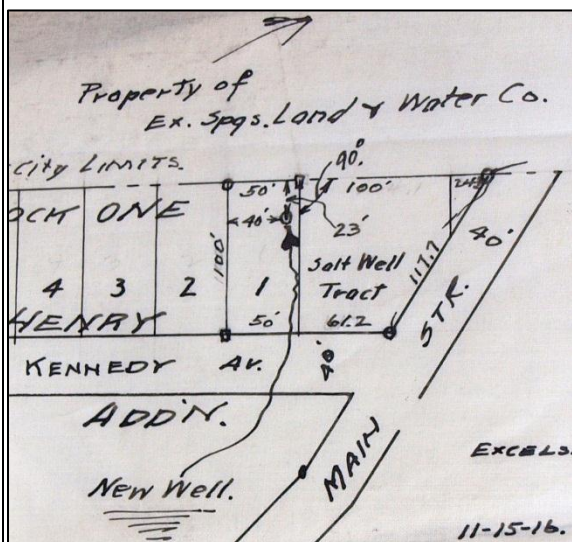 Property of
Ex. Spgs. Land & Water Co.
City LIMITS.
90°
50' 100'
OCK ONE
40' 23' 40'
100' 117.7
Salt Well
Tract
4 3 2 1
HENRY 50' 61.2
STR.
KENNEDY AV. 40'
ADD'N.
MAIN
EXCELS.
New Well.
11-15-16.